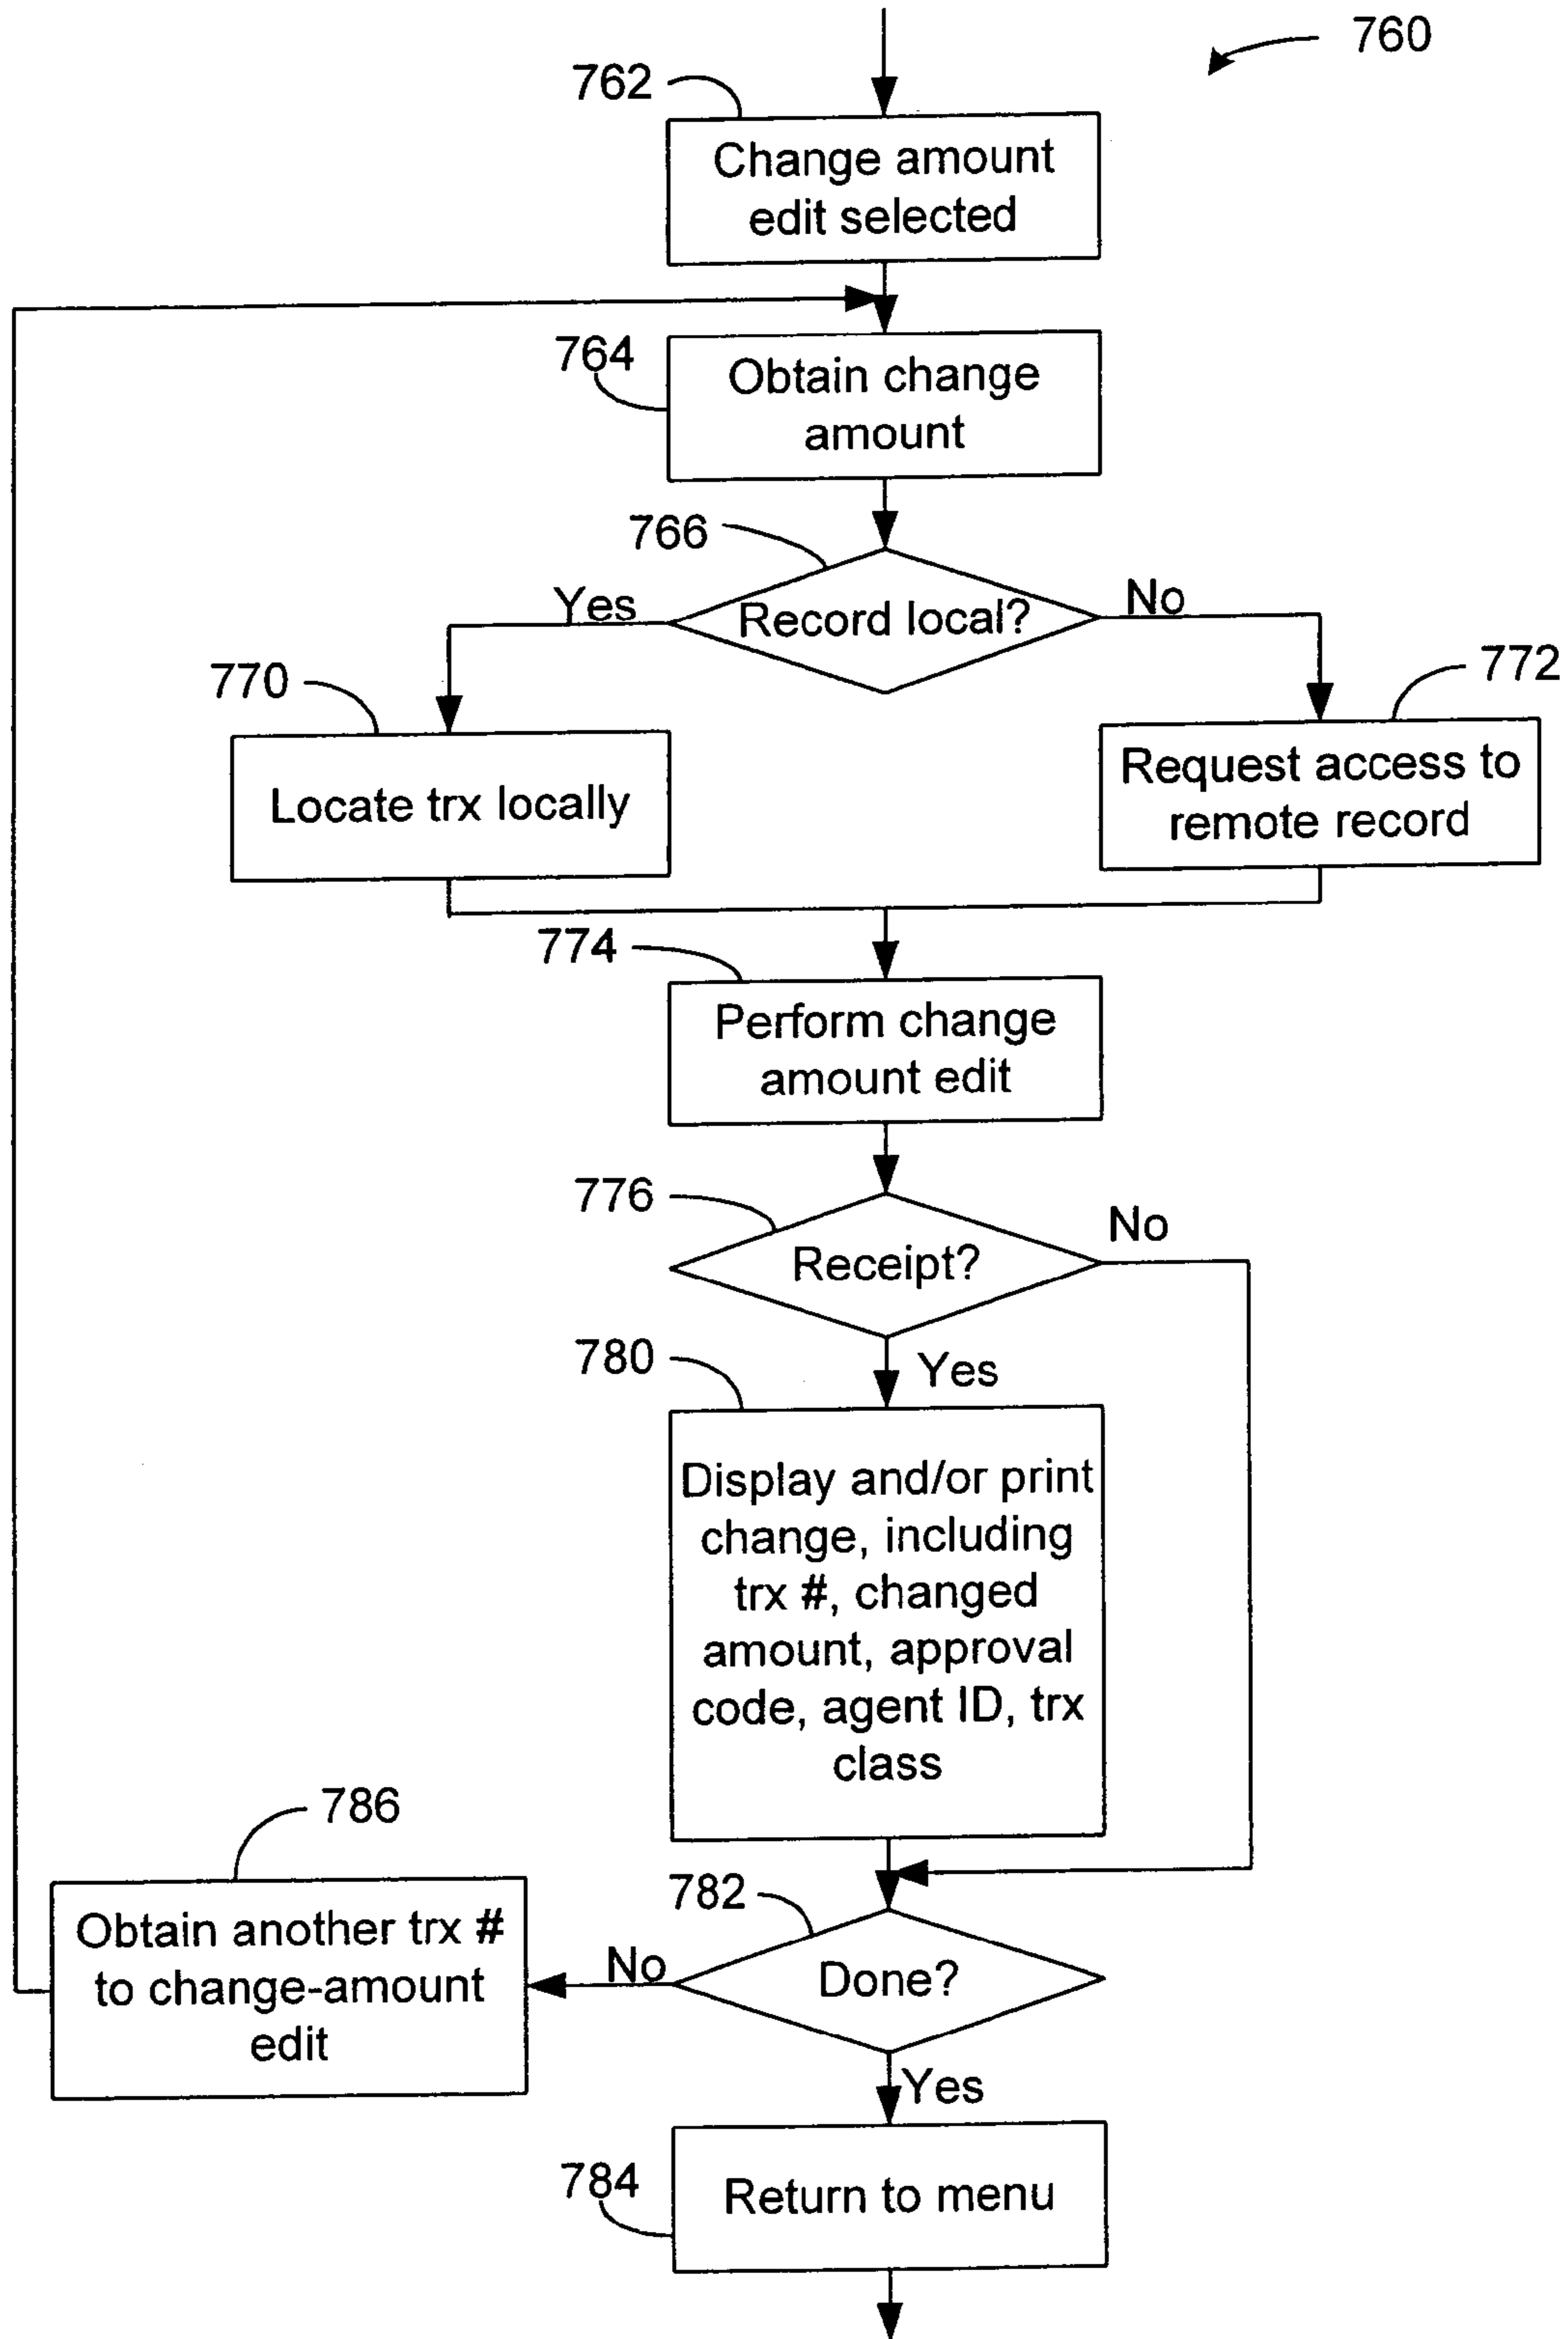 760
762
Change amount
edit selected
764
Obtain change
amount
766
Yes
Record local?
No
770
772
Locate trx locally
Request access to
remote record
774
Perform change
amount edit
776
No
Receipt?
780
Yes
Display and/or print
change, including
trx #, changed
amount, approval
code, agent ID, trx
class
786
782
Obtain another trx #
to change-amount
edit
No
Done?
Yes
784
Return to menu